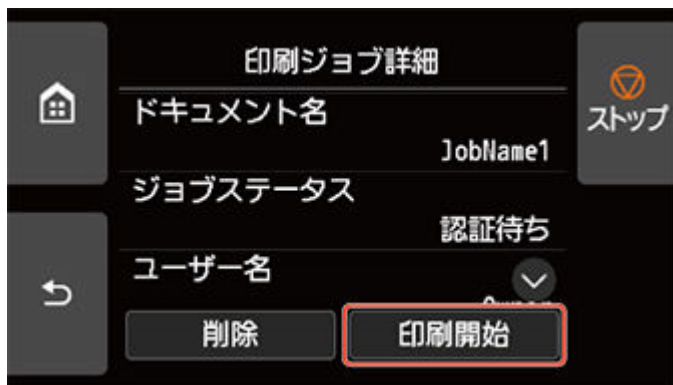 印刷ジョブ詳細
ストップ
ドキュメント名
JobName1
ジョブステータス
認証待ち
ユーザー名
削除
印刷開始